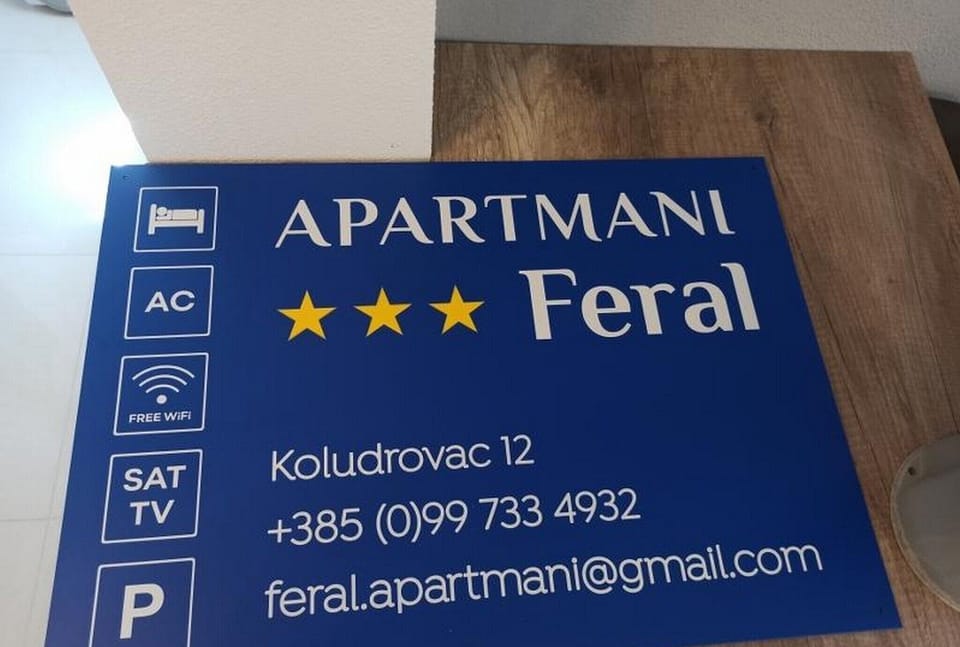 APARTMANI
Feral
AC
FREE WiFi
SAT
TV
P
Koludrovac 12
+385 (0)99 733 4932
feral.apartmani@gmail.com